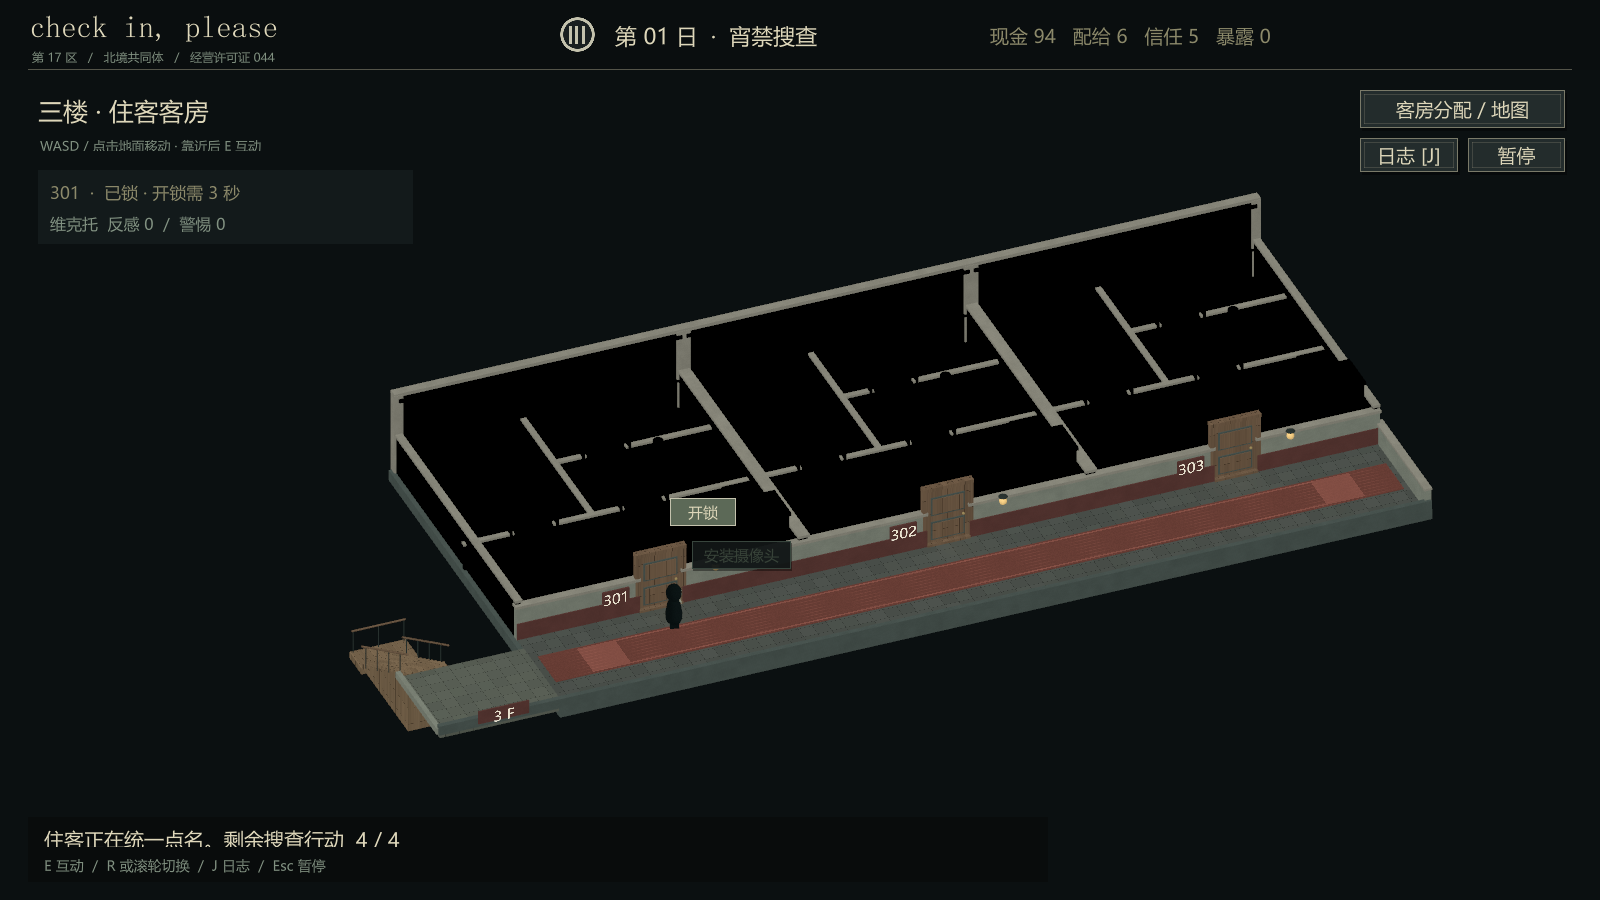 check in, please
第 17 区 / 北境共同体 / 经营许可证 044
第 01 日 · 宵禁搜查
现金 94 配给 6 信任 5 暴露 0
三楼 · 住客客房
WASD / 点击地面移动 · 靠近后 E 互动
客房分配 / 地图
日志 [J]
暂停
301 · 已锁 · 开锁需 3 秒
维克托 反感 0 / 警惕 0
303
302
开锁
安装摄像头
301
3 F
住客正在统一点名。剩余搜查行动 4 / 4
E 互动 / R 或滚轮切换 / J 日志 / Esc 暂停